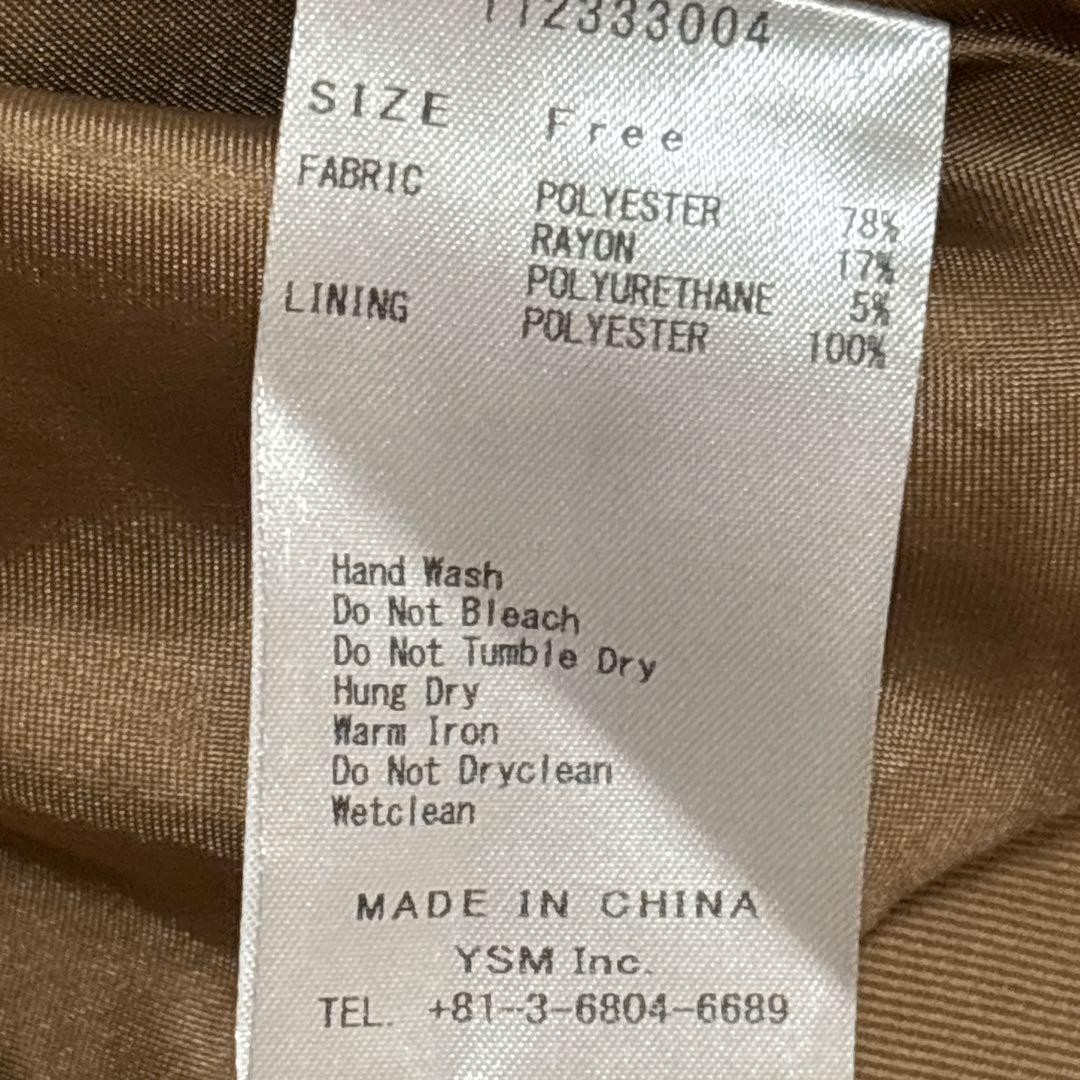 112333004
SIZE Free
FABRIC POLYESTER 78%
RAYON 17%
POLYURETHANE 5%
LINING POLYESTER 100%
Hand Wash
Do Not Bleach
Do Not Tumble Dry
Hung Dry
Warm Iron
Do Not Dryclean
Wetclean
MADE IN CHINA
YSM Inc.
TEL. +81-3-6804-6689